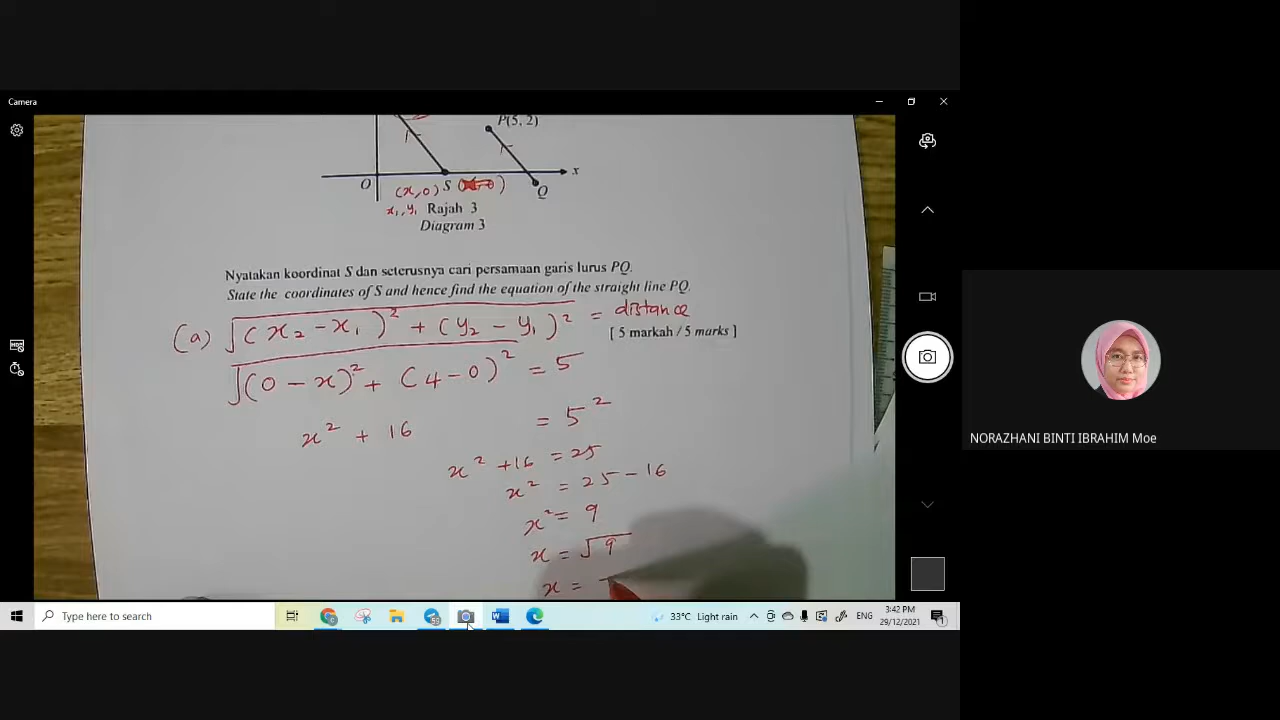 Camera
P(5, 2)
O
(x,0) S
x
Q
x₁, y₁ Rajah 3
Diagram 3
Nyatakan koordinat S dan seterusnya cari persamaan garis lurus PQ.
State the coordinates of S and hence find the equation of the straight line PQ.
(a) √(x₂ - x₁)² + (y₂ - y₁)² = distance
[ 5 markah / 5 marks ]
√(0 - x)² + (4 - 0)² = 5
x² + 16 = 5²
x² + 16 = 25
x² = 25 - 16
x² = 9
x = √9
x =
NORAZHANI BINTI IBRAHIM Moe
Type here to search
33°C Light rain
ENG
3:42 PM
29/12/2021